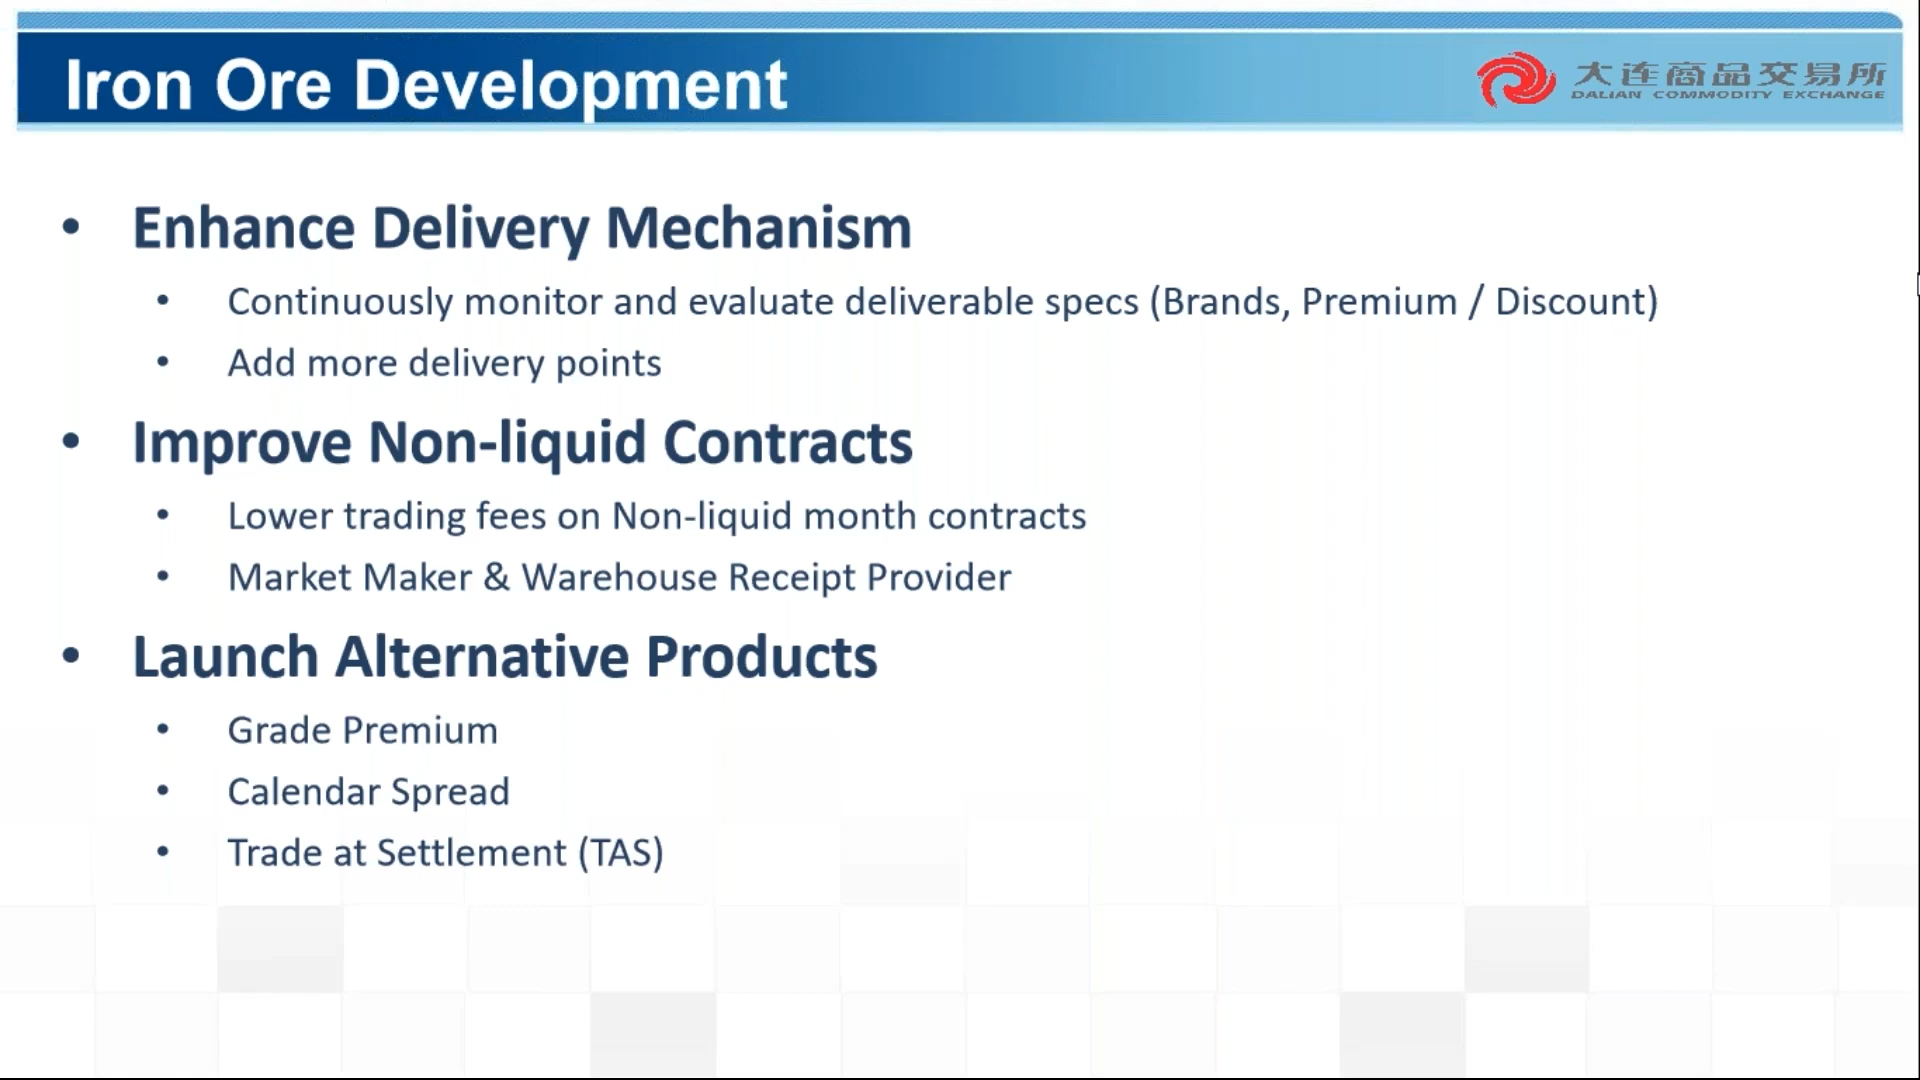 Iron Ore Development
大连商品交易所
DALIAN COMMODITY EXCHANGE
• Enhance Delivery Mechanism
• Continuously monitor and evaluate deliverable specs (Brands, Premium / Discount)
• Add more delivery points
• Improve Non-liquid Contracts
• Lower trading fees on Non-liquid month contracts
• Market Maker & Warehouse Receipt Provider
• Launch Alternative Products
• Grade Premium
• Calendar Spread
• Trade at Settlement (TAS)